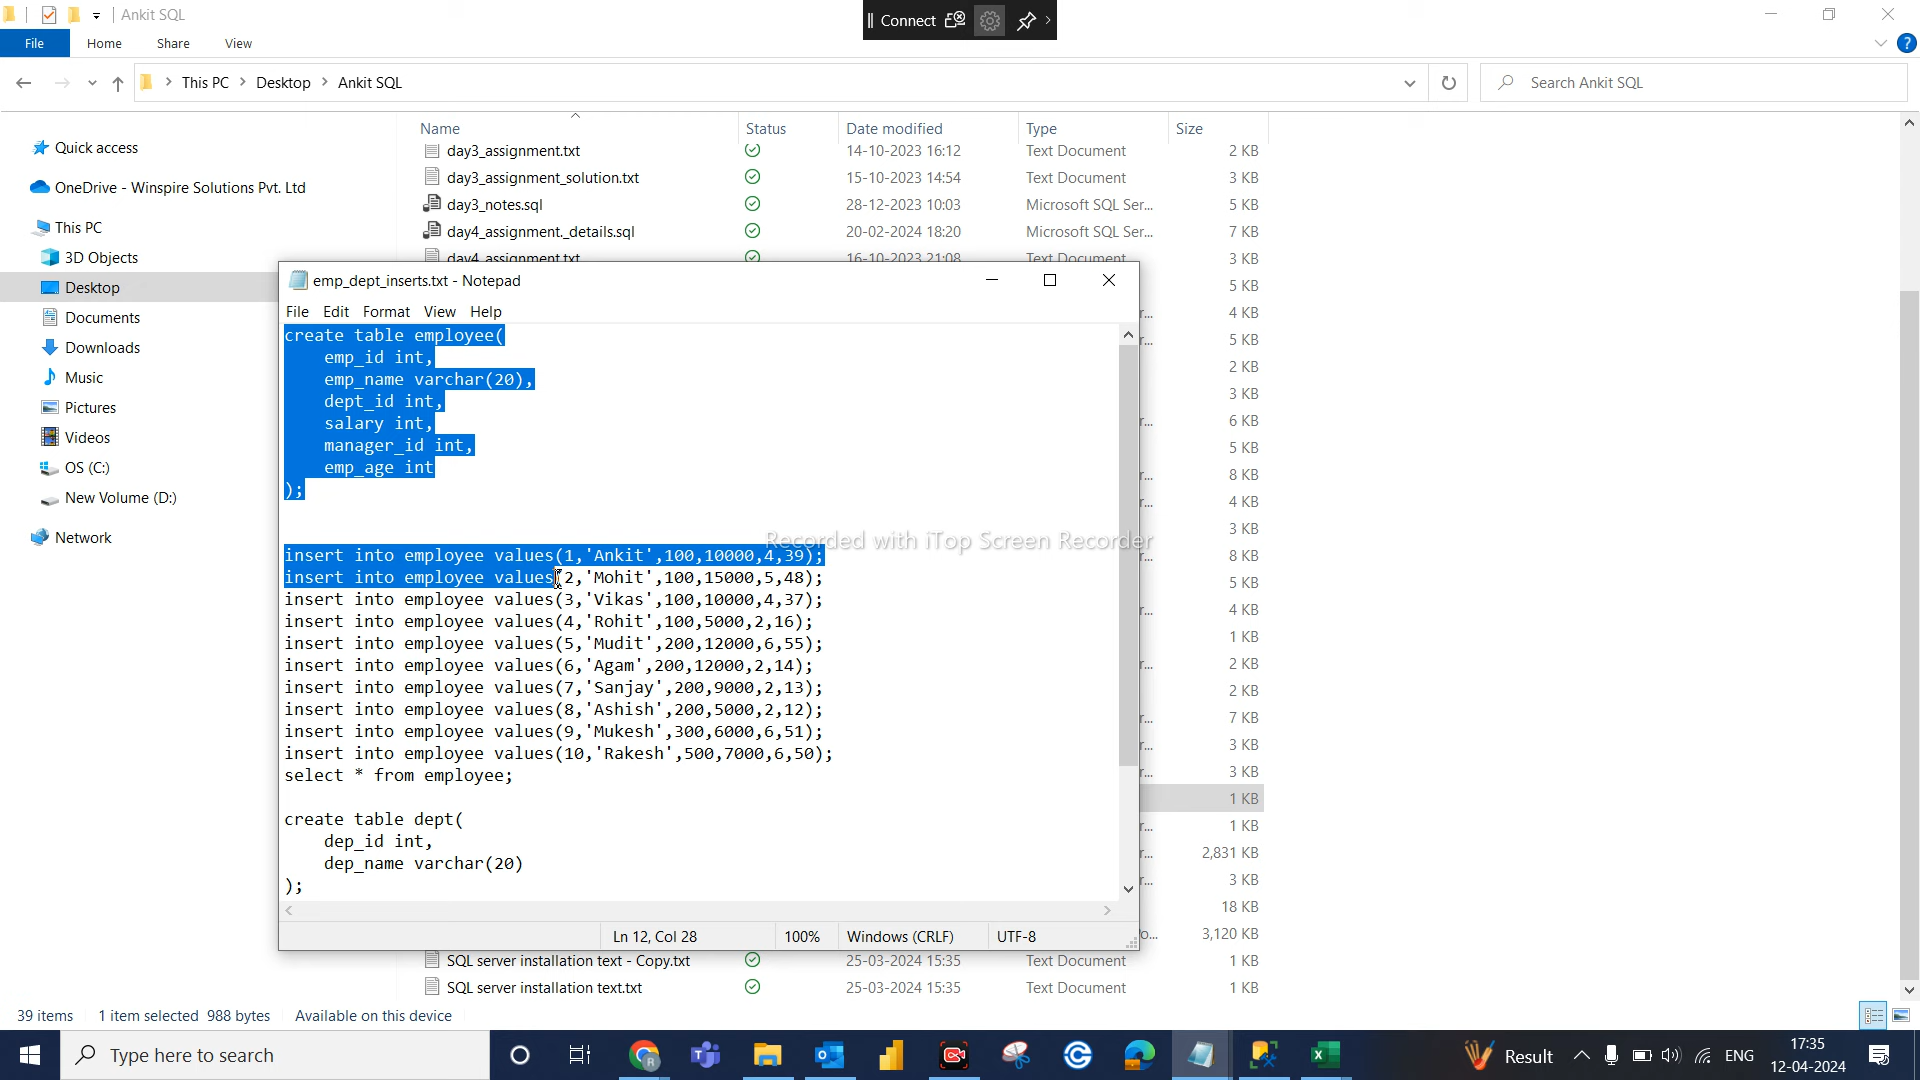 Ankit SQL
Connect
File Home Share View
This PC > Desktop > Ankit SQL
Search Ankit SQL
Name Status Date modified Type Size
Quick access
OneDrive - Winspire Solutions Pvt. Ltd
This PC
3D Objects
Desktop
Documents
Downloads
Music
Pictures
Videos
OS (C:)
New Volume (D:)
Network
day3_assignment.txt 14-10-2023 16:12 Text Document 2 KB
day3_assignment_solution.txt 15-10-2023 14:54 Text Document 3 KB
day3_notes.sql 28-12-2023 10:03 Microsoft SQL Ser... 5 KB
day4_assignment._details.sql 20-02-2024 18:20 Microsoft SQL Ser... 7 KB
day4_assignment.txt 16-10-2023 21:08 Text Document 3 KB
5 KB
r... 4 KB
r... 5 KB
2 KB
3 KB
r... 6 KB
5 KB
r... 8 KB
r... 4 KB
3 KB
r... 8 KB
5 KB
r... 4 KB
1 KB
r... 2 KB
2 KB
r... 7 KB
r... 3 KB
r... 3 KB
1 KB
r... 1 KB
r... 2,831 KB
r... 3 KB
18 KB
o... 3,120 KB
emp_dept_inserts.txt - Notepad
File Edit Format View Help
create table employee(
emp_id int,
emp_name varchar(20),
dept_id int,
salary int,
manager_id int,
emp_age int
);
Recorded with iTop Screen Recorder
insert into employee values(1,'Ankit',100,10000,4,39);
insert into employee values(2,'Mohit',100,15000,5,48);
insert into employee values(3,'Vikas',100,10000,4,37);
insert into employee values(4,'Rohit',100,5000,2,16);
insert into employee values(5,'Mudit',200,12000,6,55);
insert into employee values(6,'Agam',200,12000,2,14);
insert into employee values(7,'Sanjay',200,9000,2,13);
insert into employee values(8,'Ashish',200,5000,2,12);
insert into employee values(9,'Mukesh',300,6000,6,51);
insert into employee values(10,'Rakesh',500,7000,6,50);
select * from employee;
create table dept(
dep_id int,
dep_name varchar(20)
);
Ln 12, Col 28 100% Windows (CRLF) UTF-8
SQL server installation text - Copy.txt 25-03-2024 15:35 Text Document 1 KB
SQL server installation text.txt 25-03-2024 15:35 Text Document 1 KB
39 items 1 item selected 988 bytes Available on this device
Type here to search
Result
ENG
17:35
12-04-2024